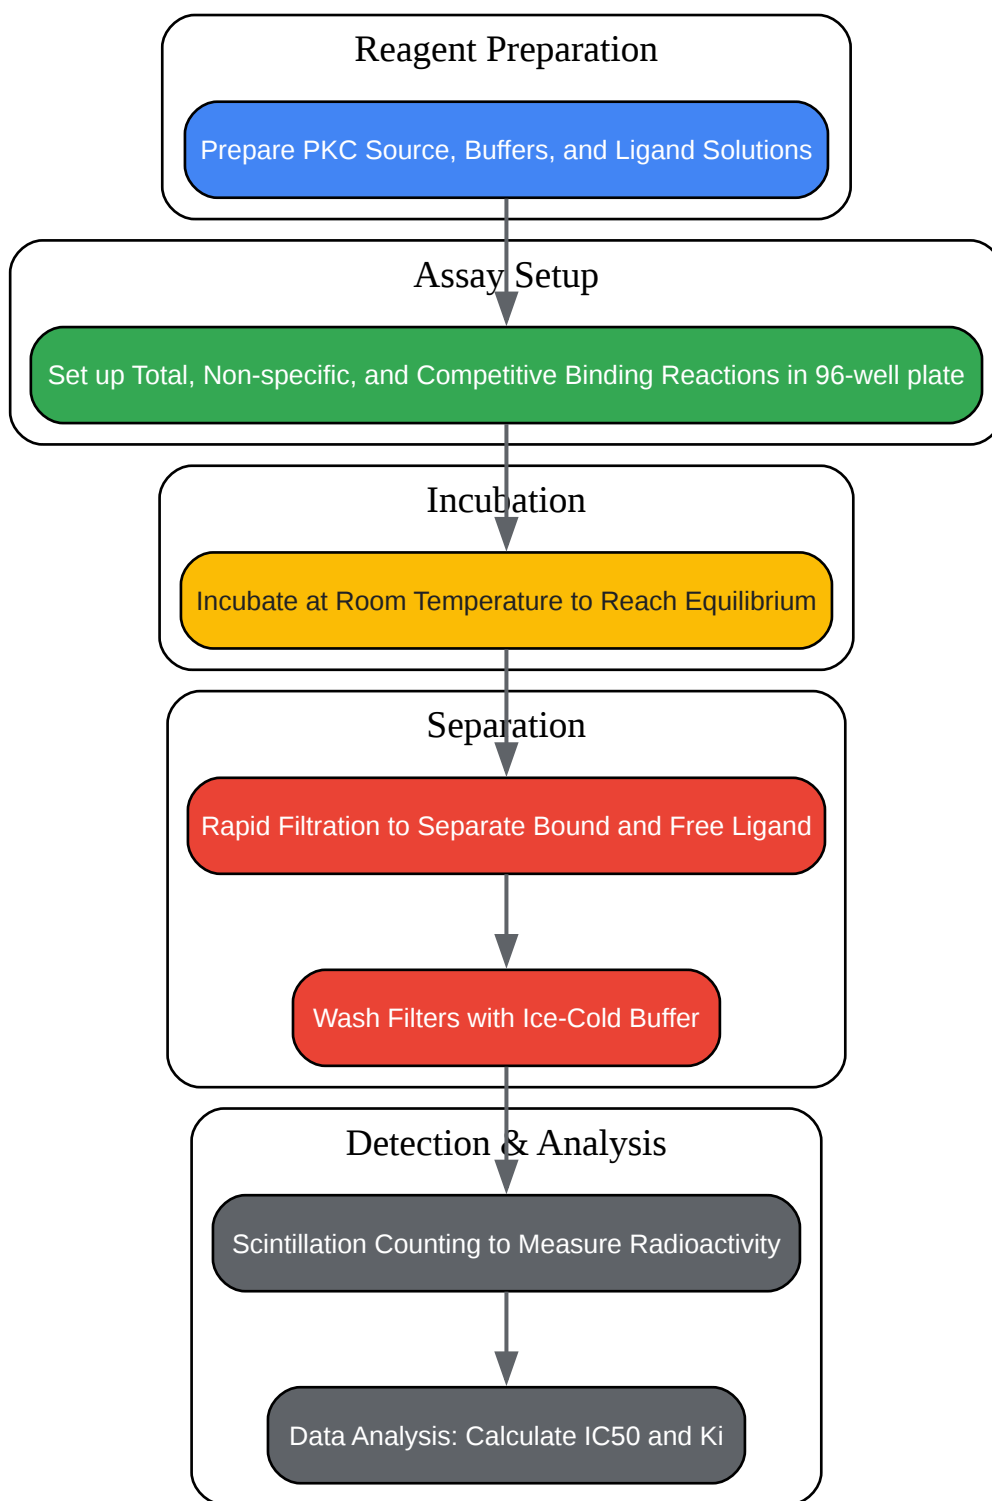 Reagent Preparation
Prepare PKC Source, Buffers, and Ligand Solutions
Assay Setup
Set up Total, Non-specific, and Competitive Binding Reactions in 96-well plate
Incubation
Incubate at Room Temperature to Reach Equilibrium
Separation
Rapid Filtration to Separate Bound and Free Ligand
Wash Filters with Ice-Cold Buffer
Detection & Analysis
Scintillation Counting to Measure Radioactivity
Data Analysis: Calculate IC50 and Ki